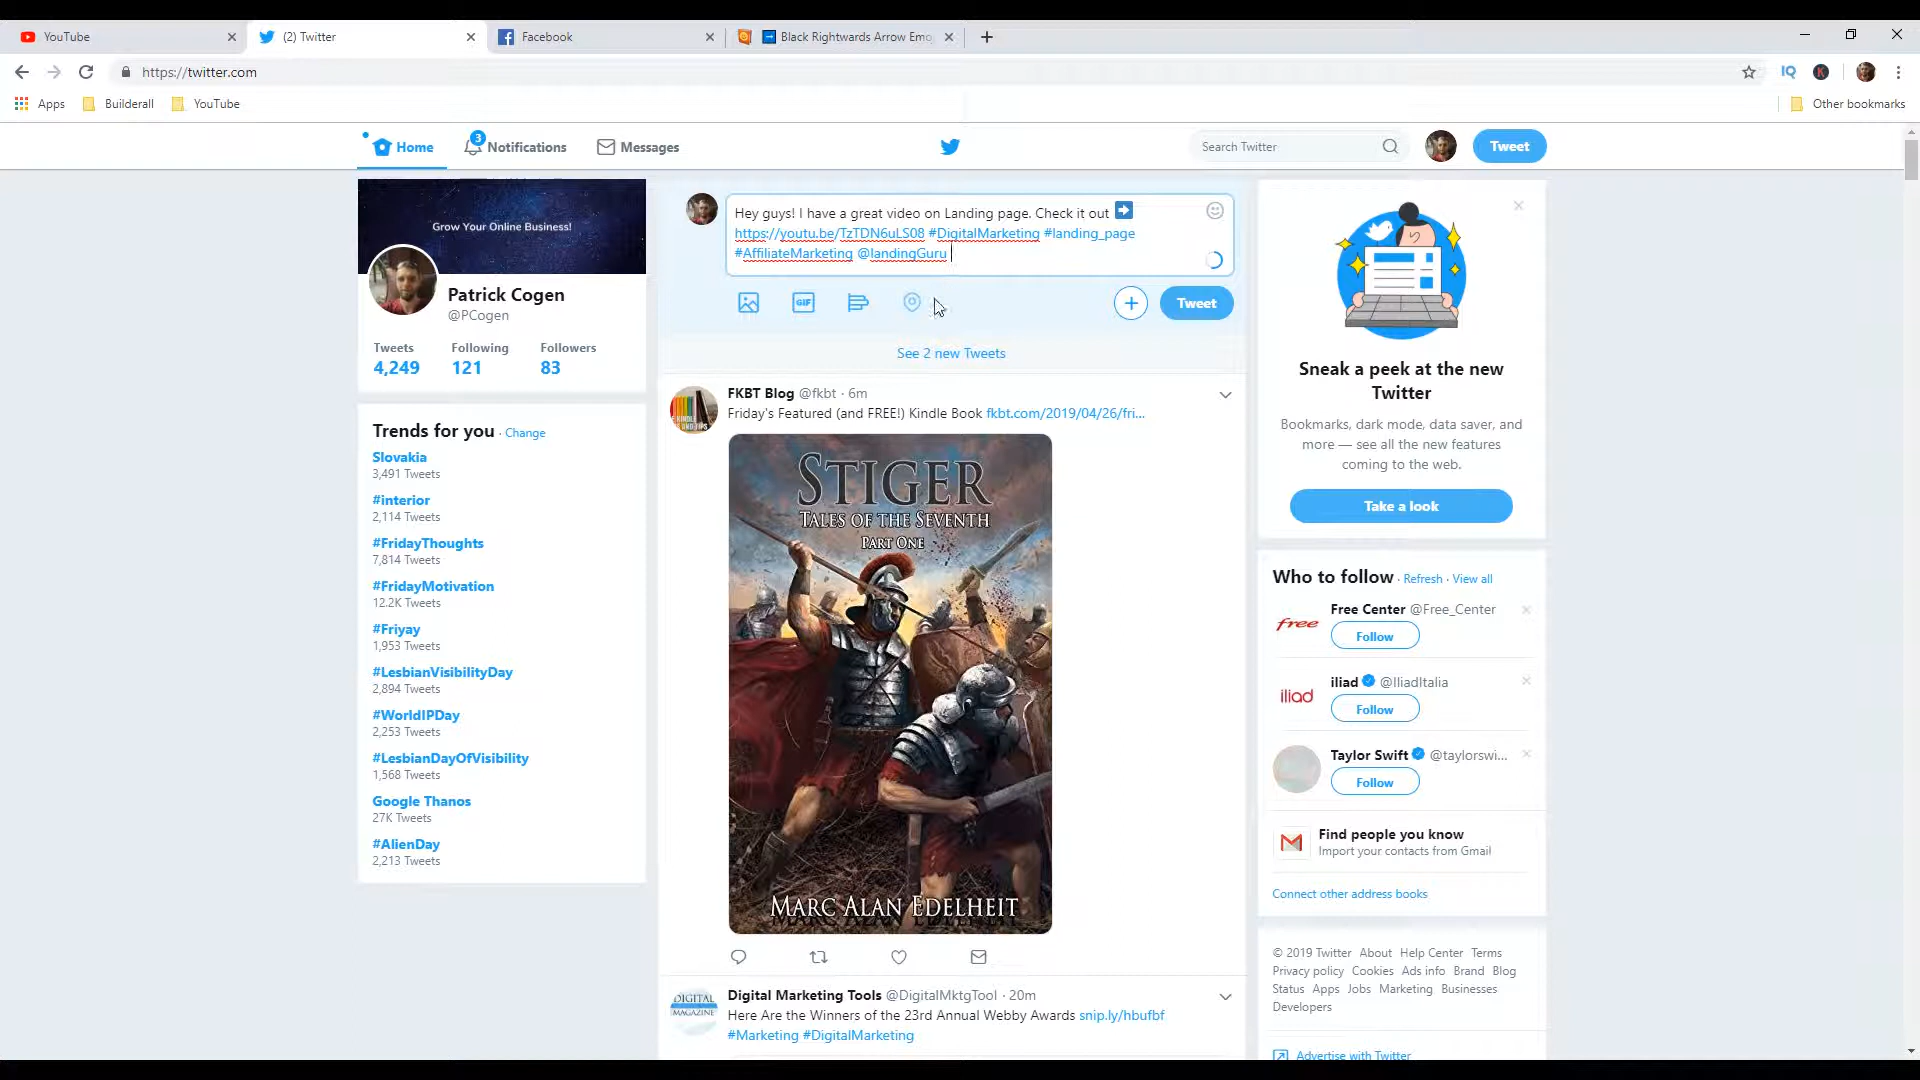 YouTube
(2) Twitter
Facebook
Black Rightwards Arrow Emo
https://twitter.com
IQ
K
Apps
Builderall
YouTube
Other bookmarks
Home
3
Notifications
Messages
Search Twitter
Tweet
Grow Your Online Business!
Patrick Cogen
@PCogen
Tweets Following Followers
4,249 121 83
Trends for you · Change
Slovakia
3,491 Tweets
#interior
2,114 Tweets
#FridayThoughts
7,814 Tweets
#FridayMotivation
12.2K Tweets
#Friyay
1,953 Tweets
#LesbianVisibilityDay
2,894 Tweets
#WorldIPDay
2,253 Tweets
#LesbianDayOfVisibility
1,568 Tweets
Google Thanos
27K Tweets
#AlienDay
2,213 Tweets
Hey guys! I have a great video on Landing page. Check it out ➡
https://youtu.be/TzTDN6uLS08 #DigitalMarketing #landing_page
#AffiliateMarketing @landingGuru
GIF
Tweet
See 2 new Tweets
FKBT Blog @fkbt · 6m
Friday's Featured (and FREE!) Kindle Book fkbt.com/2019/04/26/fri...
STIGER
TALES OF THE SEVENTH
PART ONE
MARC ALAN EDELHEIT
Digital Marketing Tools @DigitalMktgTool · 20m
DIGITAL
MAGAZINE
Here Are the Winners of the 23rd Annual Webby Awards snip.ly/hbufbf
#Marketing #DigitalMarketing
Sneak a peek at the new
Twitter
Bookmarks, dark mode, data saver, and
more — see all the new features
coming to the web.
Take a look
Who to follow · Refresh · View all
free
Free Center @Free_Center
Follow
iliad
iliad @IliadItalia
Follow
Taylor Swift @taylorswi...
Follow
Find people you know
Import your contacts from Gmail
Connect other address books
© 2019 Twitter About Help Center Terms
Privacy policy Cookies Ads info Brand Blog
Status Apps Jobs Marketing Businesses
Developers
Advertise with Twitter